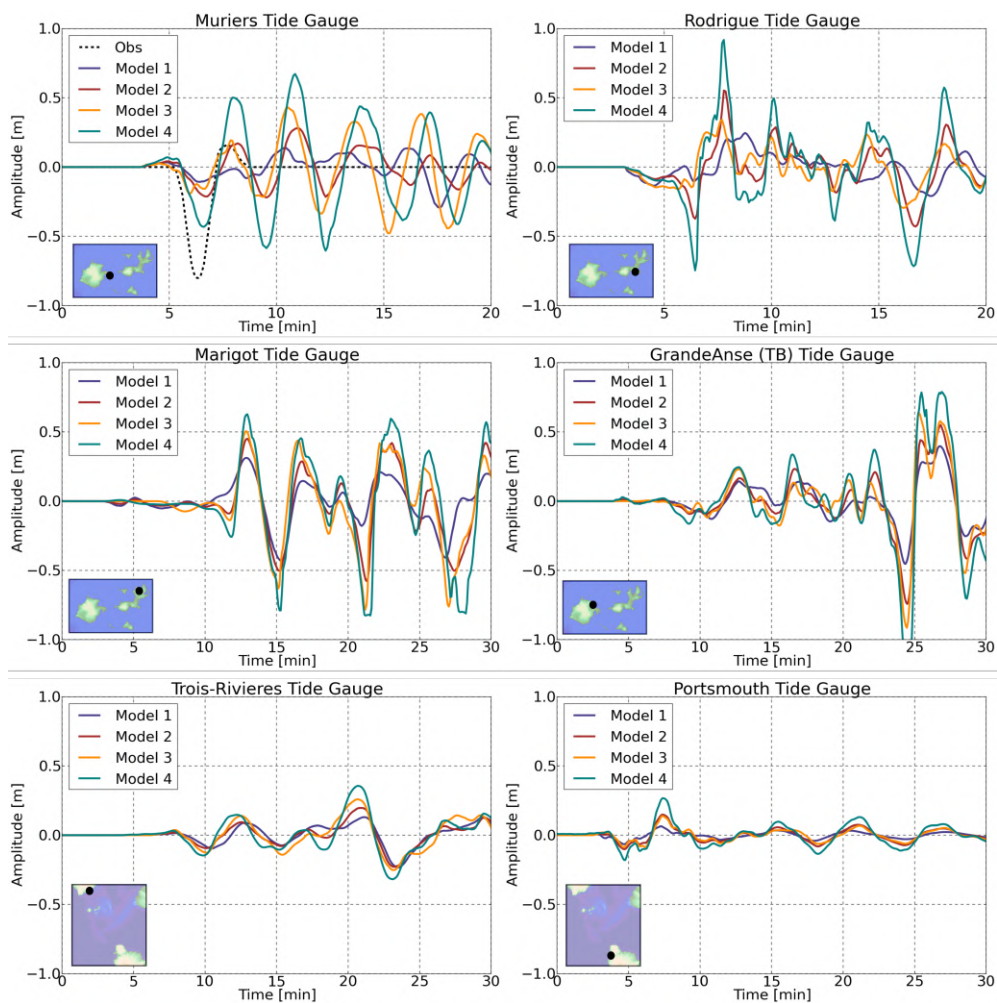 Muriers Tide Gauge
Amplitude [m]
1.0
0.5
0.0
−0.5
−1.0
Obs
Model 1
Model 2
Model 3
Model 4
0 5 10 15 20
Time [min]
Rodrigue Tide Gauge
Amplitude [m]
1.0
0.5
0.0
−0.5
−1.0
Model 1
Model 2
Model 3
Model 4
0 5 10 15 20
Time [min]
Marigot Tide Gauge
Amplitude [m]
1.0
0.5
0.0
−0.5
−1.0
Model 1
Model 2
Model 3
Model 4
0 5 10 15 20 25 30
Time [min]
GrandeAnse (TB) Tide Gauge
Amplitude [m]
1.0
0.5
0.0
−0.5
−1.0
Model 1
Model 2
Model 3
Model 4
0 5 10 15 20 25 30
Time [min]
Trois-Rivieres Tide Gauge
Amplitude [m]
1.0
0.5
0.0
−0.5
−1.0
Model 1
Model 2
Model 3
Model 4
0 5 10 15 20 25 30
Time [min]
Portsmouth Tide Gauge
Amplitude [m]
1.0
0.5
0.0
−0.5
−1.0
Model 1
Model 2
Model 3
Model 4
0 5 10 15 20 25 30
Time [min]